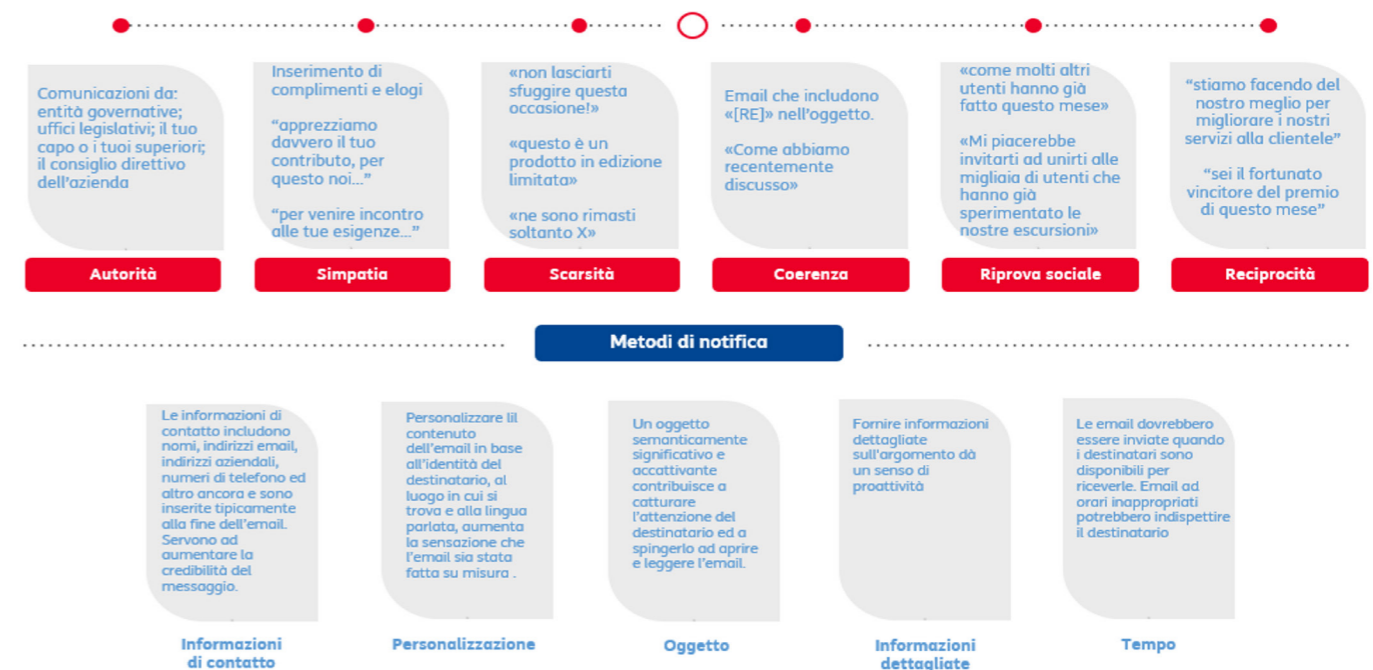 Comunicazioni da:
entità governative;
uffici legislativi; il tuo
capo o i tuoi superiori;
il consiglio direttivo
dell'azienda
Autorità
Inserimento di
complimenti e elogi
“apprezziamo
davvero il tuo
contributo, per
questo noi...”
“per venire incontro
alle tue esigenze...”
Simpatia
«non lasciarti
sfuggire questa
occasione!»
«questo è un
prodotto in edizione
limitata»
«ne sono rimasti
soltanto X»
Scarsità
Email che includono
«[RE]» nell'oggetto.
«Come abbiamo
recentemente
discusso»
Coerenza
«come molti altri
utenti hanno già
fatto questo mese»
«Mi piacerebbe
invitarti ad unirti alle
migliaia di utenti che
hanno già
sperimentato le
nostre escursioni»
Riprova sociale
“stiamo facendo del
nostro meglio per
migliorare i nostri
servizi alla clientele”
“sei il fortunato
vincitore del premio
di questo mese”
Reciprocità
Metodi di notifica
Le informazioni di
contatto includono
nomi, indirizzi email,
indirizzi aziendali,
numeri di telefono ed
altro ancora e sono
inserite tipicamente
alla fine dell'email.
Servono ad
aumentare la
credibilità del
messaggio.
Informazioni
di contatto
Personalizzare lil
contenuto
dell'email in base
all'identità del
destinatario, al
luogo in cui si
trova e alla lingua
parlata, aumenta
la sensazione che
l'email sia stata
fatta su misura .
Personalizzazione
Un oggetto
semanticamente
significativo e
accattivante
contribuisce a
catturare
l'attenzione del
destinatario ed a
spingerlo ad aprire
e leggere l'email.
Oggetto
Fornire informazioni
dettagliate
sull'argomento dà
un senso di
proattività
Informazioni
dettagliate
Le email dovrebbero
essere inviate quando
i destinatari sono
disponibili per
riceverle. Email ad
orari inappropriati
potrebbero indispettire
il destinatario
Tempo